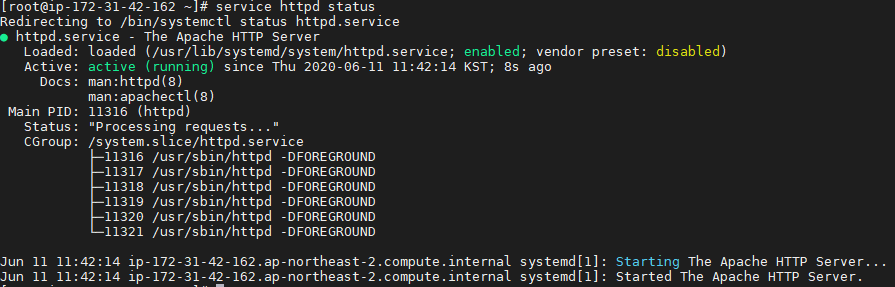 [root@ip-172-31-42-162 ~]# service httpd status
Redirecting to /bin/systemctl status httpd.service
● httpd.service - The Apache HTTP Server
   Loaded: loaded (/usr/lib/systemd/system/httpd.service; enabled; vendor preset: disabled)
   Active: active (running) since Thu 2020-06-11 11:42:14 KST; 8s ago
     Docs: man:httpd(8)
           man:apachectl(8)
 Main PID: 11316 (httpd)
   Status: "Processing requests..."
   CGroup: /system.slice/httpd.service
           ├─11316 /usr/sbin/httpd -DFOREGROUND
           ├─11317 /usr/sbin/httpd -DFOREGROUND
           ├─11318 /usr/sbin/httpd -DFOREGROUND
           ├─11319 /usr/sbin/httpd -DFOREGROUND
           ├─11320 /usr/sbin/httpd -DFOREGROUND
           └─11321 /usr/sbin/httpd -DFOREGROUND
Jun 11 11:42:14 ip-172-31-42-162.ap-northeast-2.compute.internal systemd[1]: Starting The Apache HTTP Server...
Jun 11 11:42:14 ip-172-31-42-162.ap-northeast-2.compute.internal systemd[1]: Started The Apache HTTP Server.